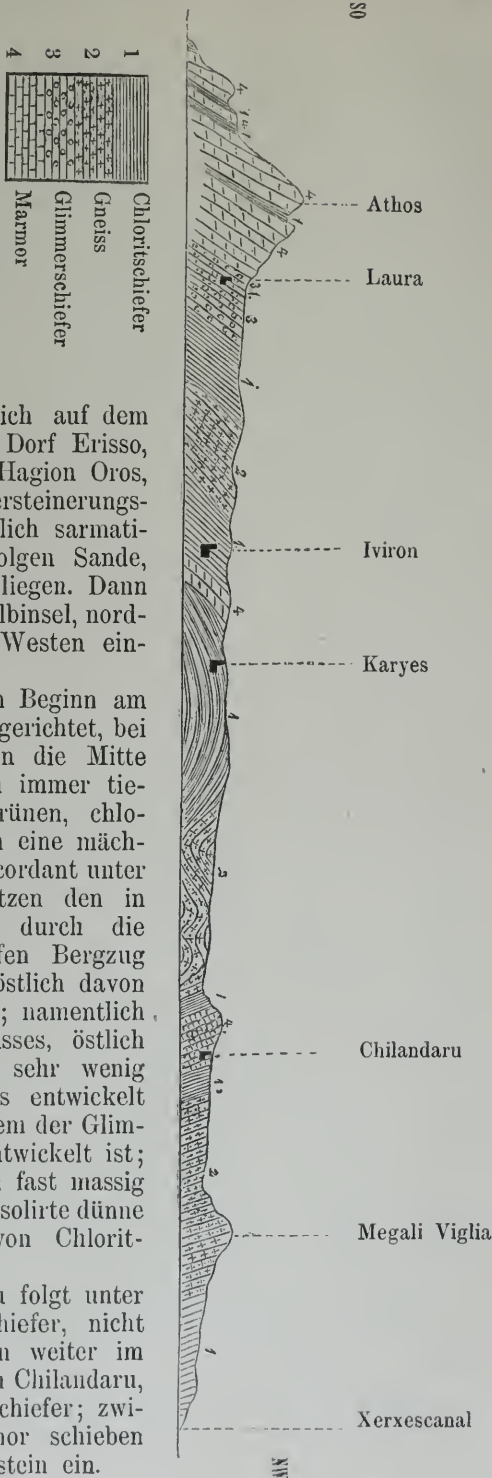 SO
Athos
Laura
Iviron
Karyes
Chilandaru
Megali Viglia
Xerxescanal
NW
1 Chloritschiefer
2 Gneiss
3 Glimmerschiefer
4 Marmor
ich auf dem
Dorf Erisso,
Hagion Oros,
ersteinerungs-
lich sarmati-
olgen Sande,
liegen. Dann
lbinsel, nord-
Westen ein-
n Beginn am
gerichtet, bei
n die Mitte
immer tie-
rünen, chlo-
n eine mäch-
cordant unter
tzen den in
durch die
fen Bergzug
östlich davon
; namentlich
sses, östlich
sehr wenig
s entwickelt
em der Glim-
twickelt ist;
fast massig
solirte dünne
von Chlorit-
u folgt unter
hiefer, nicht
n weiter im
n Chilandaru,
chiefer; zwi-
nor schieben
stein ein.